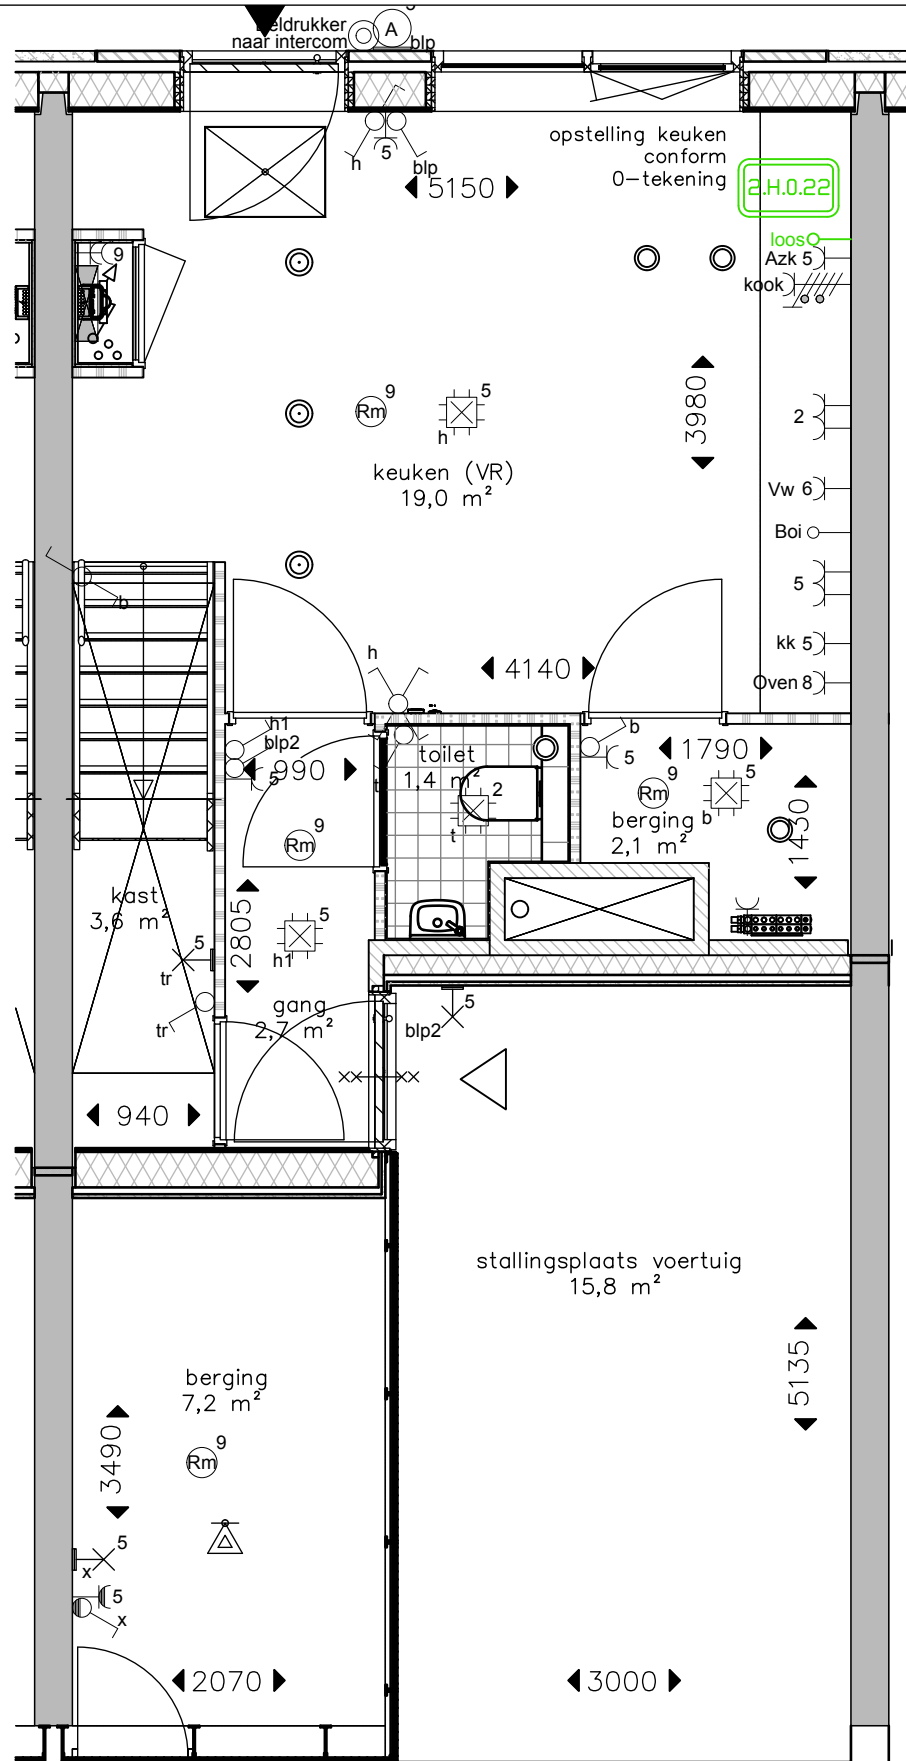 naar intercom
A
blp
h
5
blp
5150
opstelling keuken
conform
0-tekening
2.H.0.22
loos
Azk 5
kook
9
3980
9
Rm
5
h
2
keuken (VR)
19,0 m²
Vw 6
Boi
5
b
kk 5
h
4140
Oven 8
h1
blp2
5
990
toilet
1,4 m²
t
2
t
b
5
1790
9
Rm
5
b
berging
2,1 m²
1430
9
Rm
kast
3,6 m²
2805
5
h1
5
tr
tr
gang
2,7 m²
5
blp2
940
stallingsplaats voertuig
15,8 m²
5135
berging
7,2 m²
3490
9
Rm
5
x
5
x
2070
3000